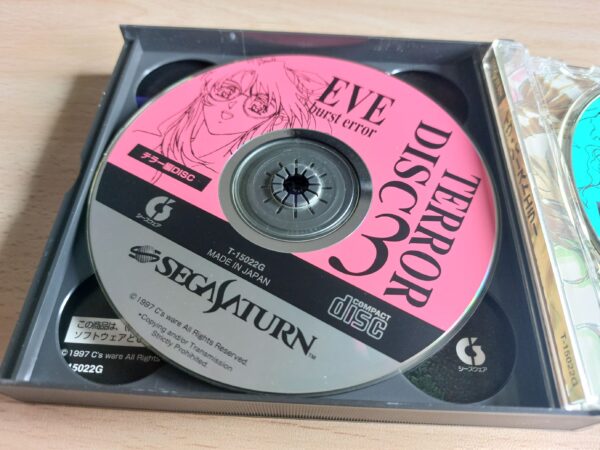 EVE
burst error
TERROR
DISC 3
テラー編DISC
シーズウェア
T-15022G
MADE IN JAPAN
SEGA SATURN™
COMPACT
disc
© 1997 C's ware All Rights Reserved.
•Copying and/or Transmission
Strictly Prohibited.
この商品は、
ソフトウェアと
©1997 C's ware All Rights
15022G
シーズウェア
T-15022G